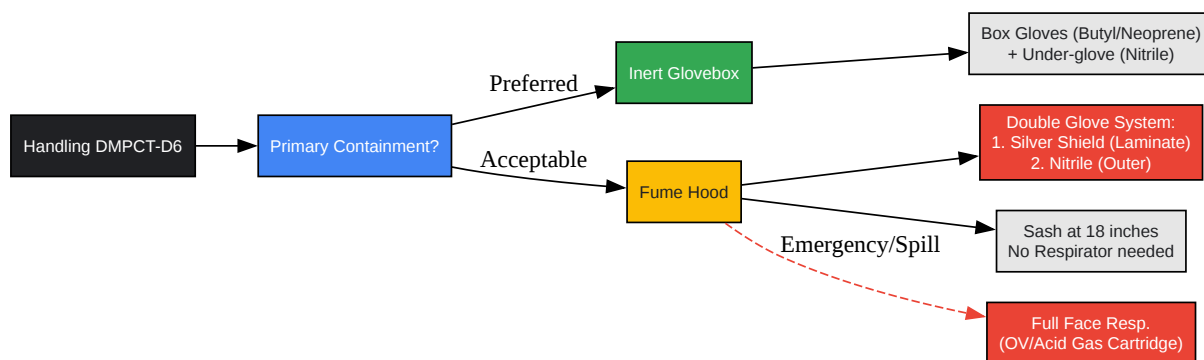 Handling DMPCT-D6
Primary Containment?
Preferred
Acceptable
Inert Glovebox
Fume Hood
Emergency/Spill
Box Gloves (Butyl/Neoprene)
+ Under-glove (Nitrile)
Double Glove System:
1. Silver Shield (Laminate)
2. Nitrile (Outer)
Sash at 18 inches
No Respirator needed
Full Face Resp.
(OV/Acid Gas Cartridge)